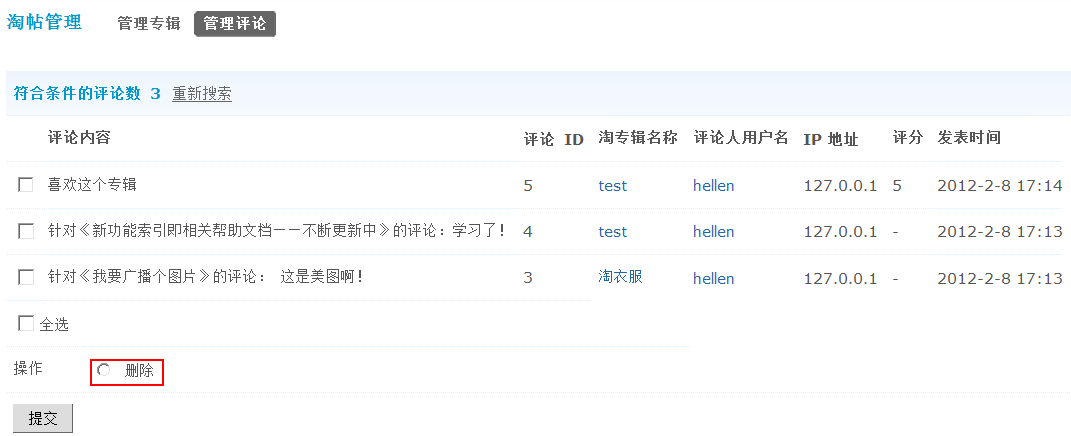 淘帖管理 管理专辑 管理评论
符合条件的评论数 3 重新搜索
评论内容 评论 ID 淘专辑名称 评论人用户名 IP 地址 评分 发表时间
喜欢这个专辑 5 test hellen 127.0.0.1 5 2012-2-8 17:14
针对《新功能索引即相关帮助文档——不断更新中》的评论：学习了！ 4 test hellen 127.0.0.1 - 2012-2-8 17:13
针对《我要广播个图片》的评论： 这是美图啊！ 3 淘衣服 hellen 127.0.0.1 - 2012-2-8 17:13
全选
操作 删除
提交